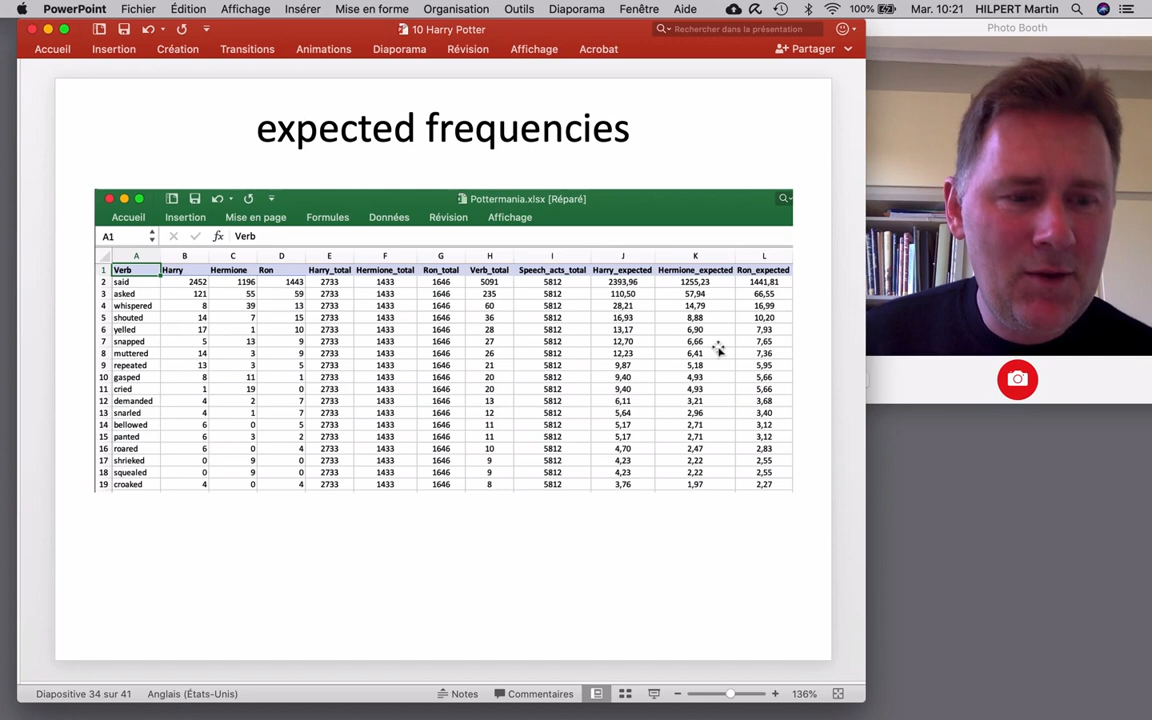 PowerPoint Fichier Édition Affichage Insérer Mise en forme Organisation Outils Diaporama Fenêtre Aide 100% Mar. 10:21 HILPERT Martin
10 Harry Potter Rechercher dans la présentation
Photo Booth
Accueil Insertion Création Transitions Animations Diaporama Révision Affichage Acrobat Partager
expected frequencies
Pottermania.xlsx [Réparé]
Accueil Insertion Mise en page Formules Données Révision Affichage
A1 fx Verb
A B C D E F G H I J K L
1 Verb Harry Hermione Ron Harry_total Hermione_total Ron_total Verb_total Speech_acts_total Harry_expected Hermione_expected Ron_expected
2 said 2452 1196 1443 2733 1433 1646 5091 5812 2393,96 1255,23 1441,81
3 asked 121 55 59 2733 1433 1646 235 5812 110,50 57,94 66,55
4 whispered 8 39 13 2733 1433 1646 60 5812 28,21 14,79 16,99
5 shouted 14 7 15 2733 1433 1646 36 5812 16,93 8,88 10,20
6 yelled 17 1 10 2733 1433 1646 28 5812 13,17 6,90 7,93
7 snapped 5 13 9 2733 1433 1646 27 5812 12,70 6,66 7,65
8 muttered 14 3 9 2733 1433 1646 26 5812 12,23 6,41 7,36
9 repeated 13 3 5 2733 1433 1646 21 5812 9,87 5,18 5,95
10 gasped 8 11 1 2733 1433 1646 20 5812 9,40 4,93 5,66
11 cried 1 19 0 2733 1433 1646 20 5812 9,40 4,93 5,66
12 demanded 4 2 7 2733 1433 1646 13 5812 6,11 3,21 3,68
13 snarled 4 1 7 2733 1433 1646 12 5812 5,64 2,96 3,40
14 bellowed 6 0 5 2733 1433 1646 11 5812 5,17 2,71 3,12
15 panted 6 3 2 2733 1433 1646 11 5812 5,17 2,71 3,12
16 roared 6 0 4 2733 1433 1646 10 5812 4,70 2,47 2,83
17 shrieked 0 9 0 2733 1433 1646 9 5812 4,23 2,22 2,55
18 squealed 0 9 0 2733 1433 1646 9 5812 4,23 2,22 2,55
19 croaked 4 0 4 2733 1433 1646 8 5812 3,76 1,97 2,27
Diapositive 34 sur 41 Anglais (États-Unis) Notes Commentaires 136%